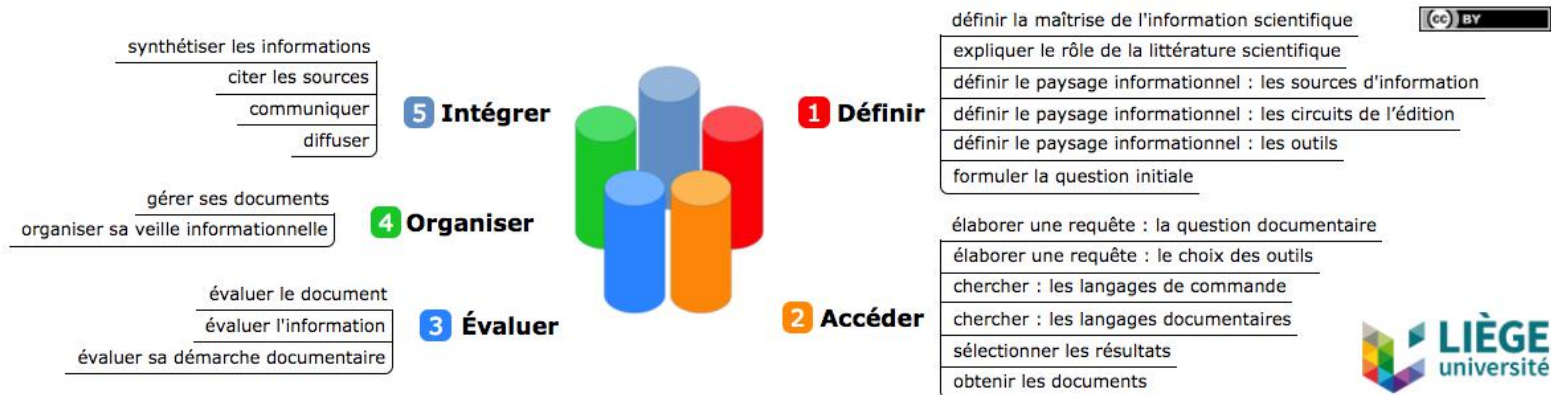 1 Définir
définir la maîtrise de l'information scientifique
expliquer le rôle de la littérature scientifique
définir le paysage informationnel : les sources d'information
définir le paysage informationnel : les circuits de l’édition
définir le paysage informationnel : les outils
formuler la question initiale
2 Accéder
élaborer une requête : la question documentaire
élaborer une requête : le choix des outils
chercher : les langages de commande
chercher : les langages documentaires
sélectionner les résultats
obtenir les documents
3 Évaluer
évaluer le document
évaluer l'information
évaluer sa démarche documentaire
4 Organiser
gérer ses documents
organiser sa veille informationnelle
5 Intégrer
synthétiser les informations
citer les sources
communiquer
diffuser
cc BY
LIÈGE
université